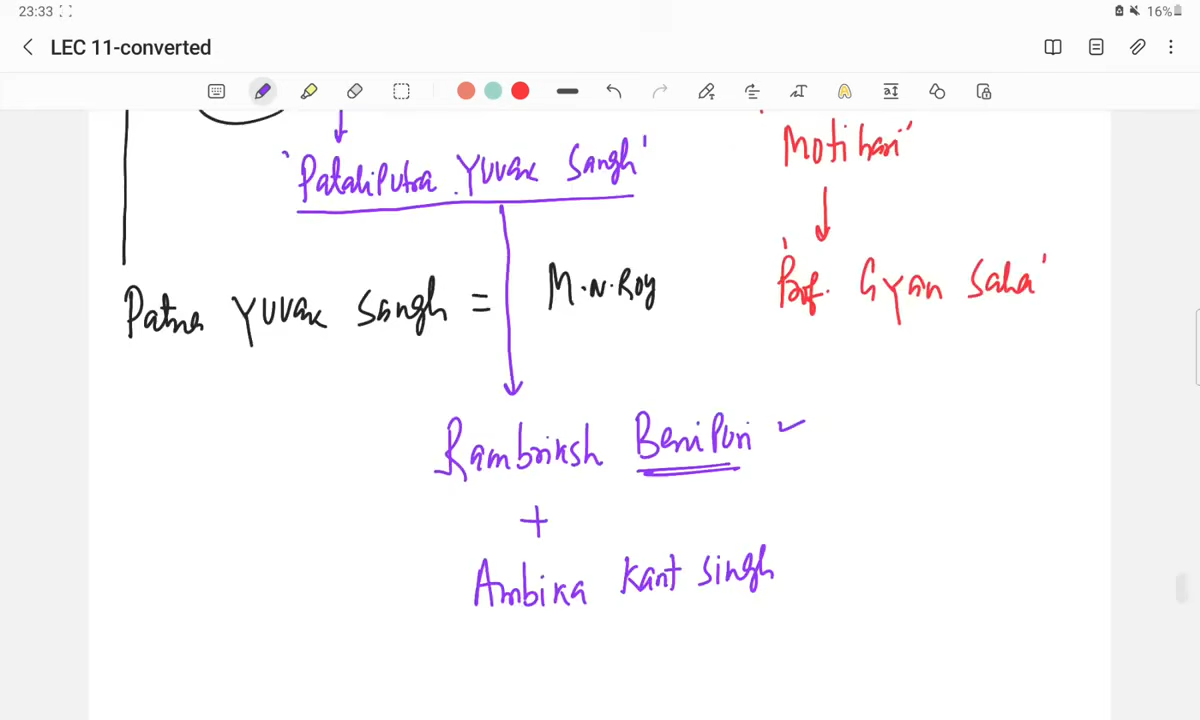 23:33
16%
LEC 11-converted
'Pataliputra Yuvak Sangh'
Motihari'
Patna Yuvak Sangh =
M.N.Roy
'Prof. Gyan Saha'
Rambriksh Benipuri
+
Ambika Kant Singh